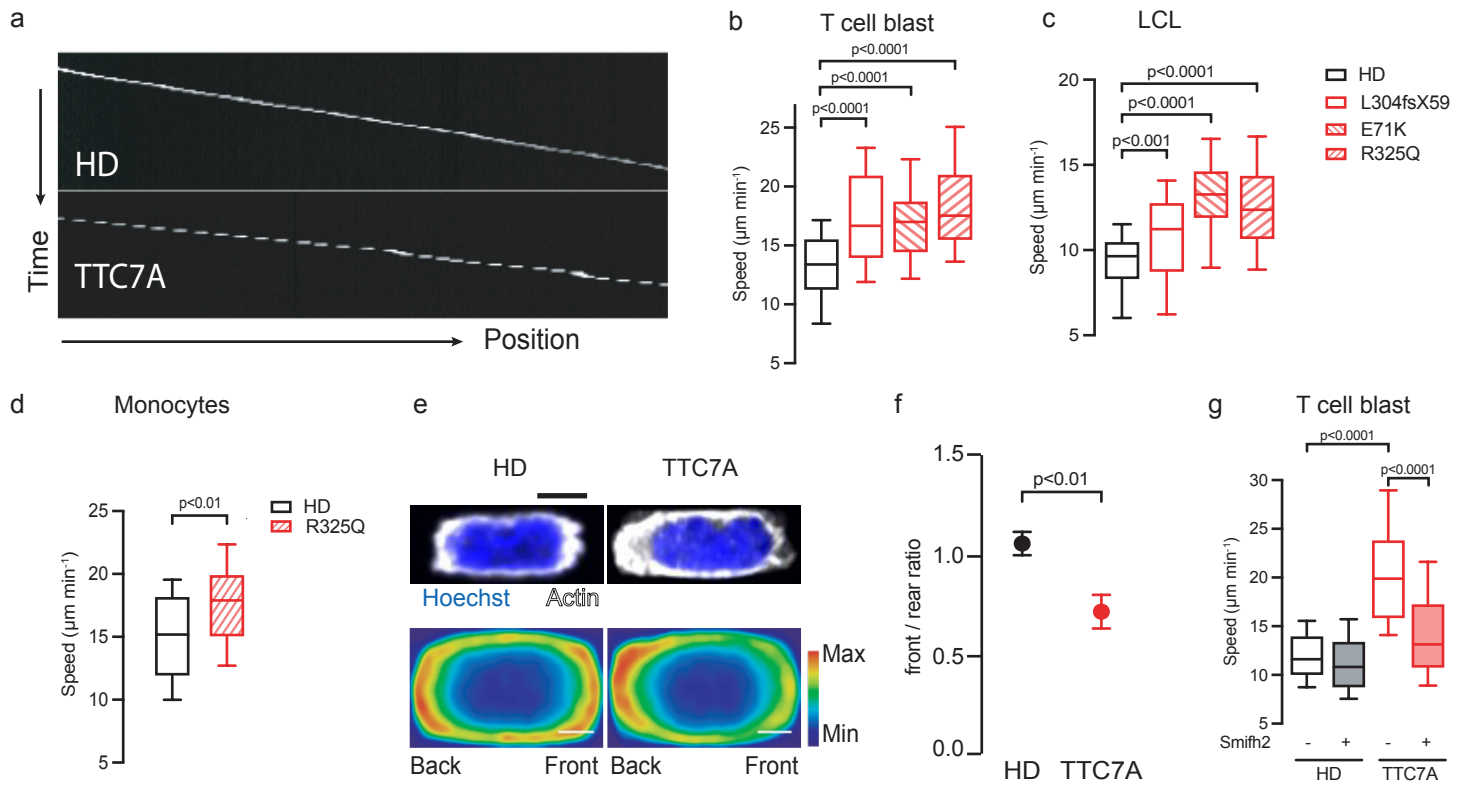 a
HD
TTC7A
Time
Position
b
T cell blast
p<0.0001
p<0.0001
p<0.0001
25
20
15
10
5
Speed (µm min⁻¹)
c
LCL
p<0.0001
p<0.0001
p<0.001
20
15
10
5
Speed (µm min⁻¹)
HD
L304fsX59
E71K
R325Q
d
Monocytes
p<0.01
HD
R325Q
25
20
15
10
5
Speed (µm min⁻¹)
e
HD
TTC7A
Hoechst
Actin
Max
Min
Back
Front
Back
Front
f
p<0.01
1.5
1.0
0.5
0.0
front / rear ratio
HD
TTC7A
g
T cell blast
p<0.0001
p<0.0001
30
25
20
15
10
5
Speed (µm min⁻¹)
Smifh2 - + - +
HD TTC7A